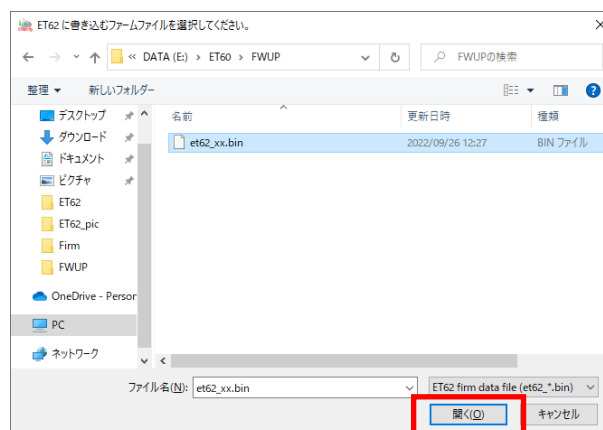 ET62 に書き込むファームファイルを選択してください。
« DATA (E:) › ET60 › FWUP
FWUPの検索
整理
新しいフォルダー
名前
更新日時
種類
et62_xx.bin
2022/09/26 12:27
BIN ファイル
デスクトップ
ダウンロード
ドキュメント
ピクチャ
ET62
ET62_pic
Firm
FWUP
OneDrive - Person
PC
ネットワーク
ファイル名(N): et62_xx.bin
ET62 firm data file (et62_*.bin)
開く(O)
キャンセル